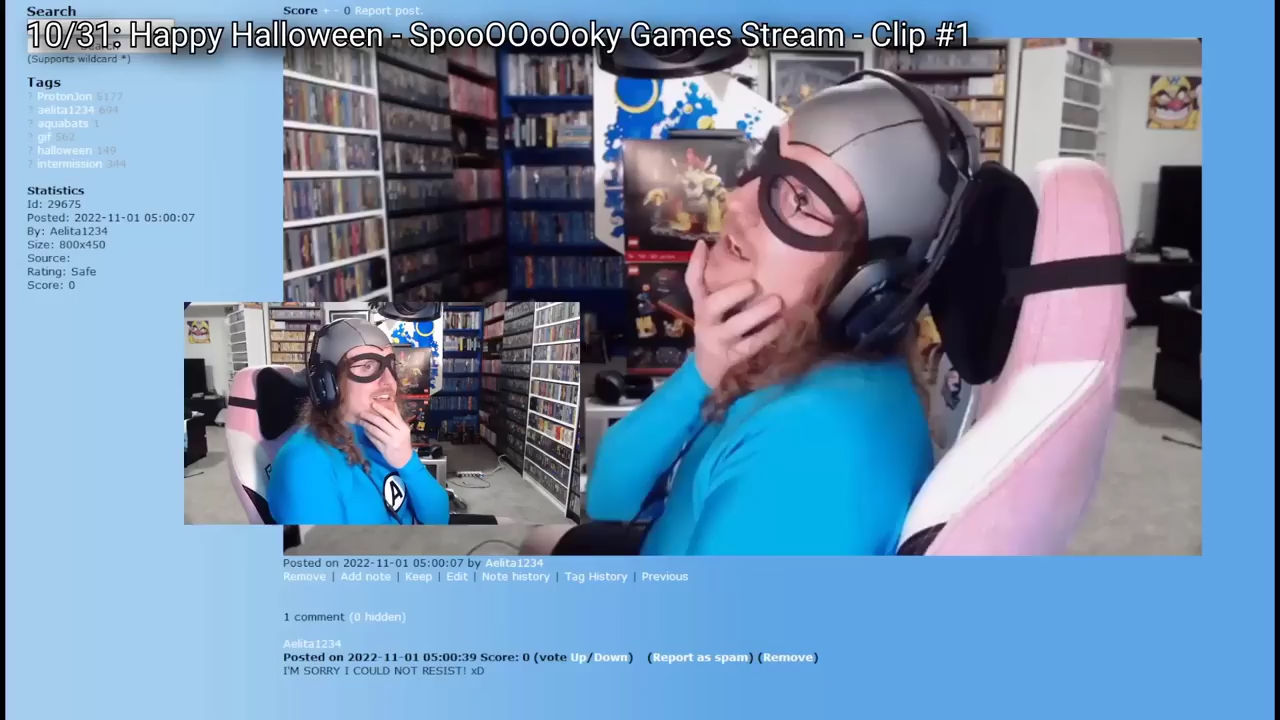 Search
Score + - 0 Report post.
10/31: Happy Halloween - SpooOOoOoky Games Stream - Clip #1
(Supports wildcard *)
Tags
? ProtonJon 5177
? aelita1234 694
? aquabats 1
? gif 562
? halloween 149
? intermission 344
Statistics
Id: 29675
Posted: 2022-11-01 05:00:07
By: Aelita1234
Size: 800x450
Source:
Rating: Safe
Score: 0
A
Posted on 2022-11-01 05:00:07 by Aelita1234
Remove | Add note | Keep | Edit | Note history | Tag History | Previous
1 comment (0 hidden)
Aelita1234
Posted on 2022-11-01 05:00:39 Score: 0 (vote Up/Down) (Report as spam) (Remove)
I'M SORRY I COULD NOT RESIST! xD